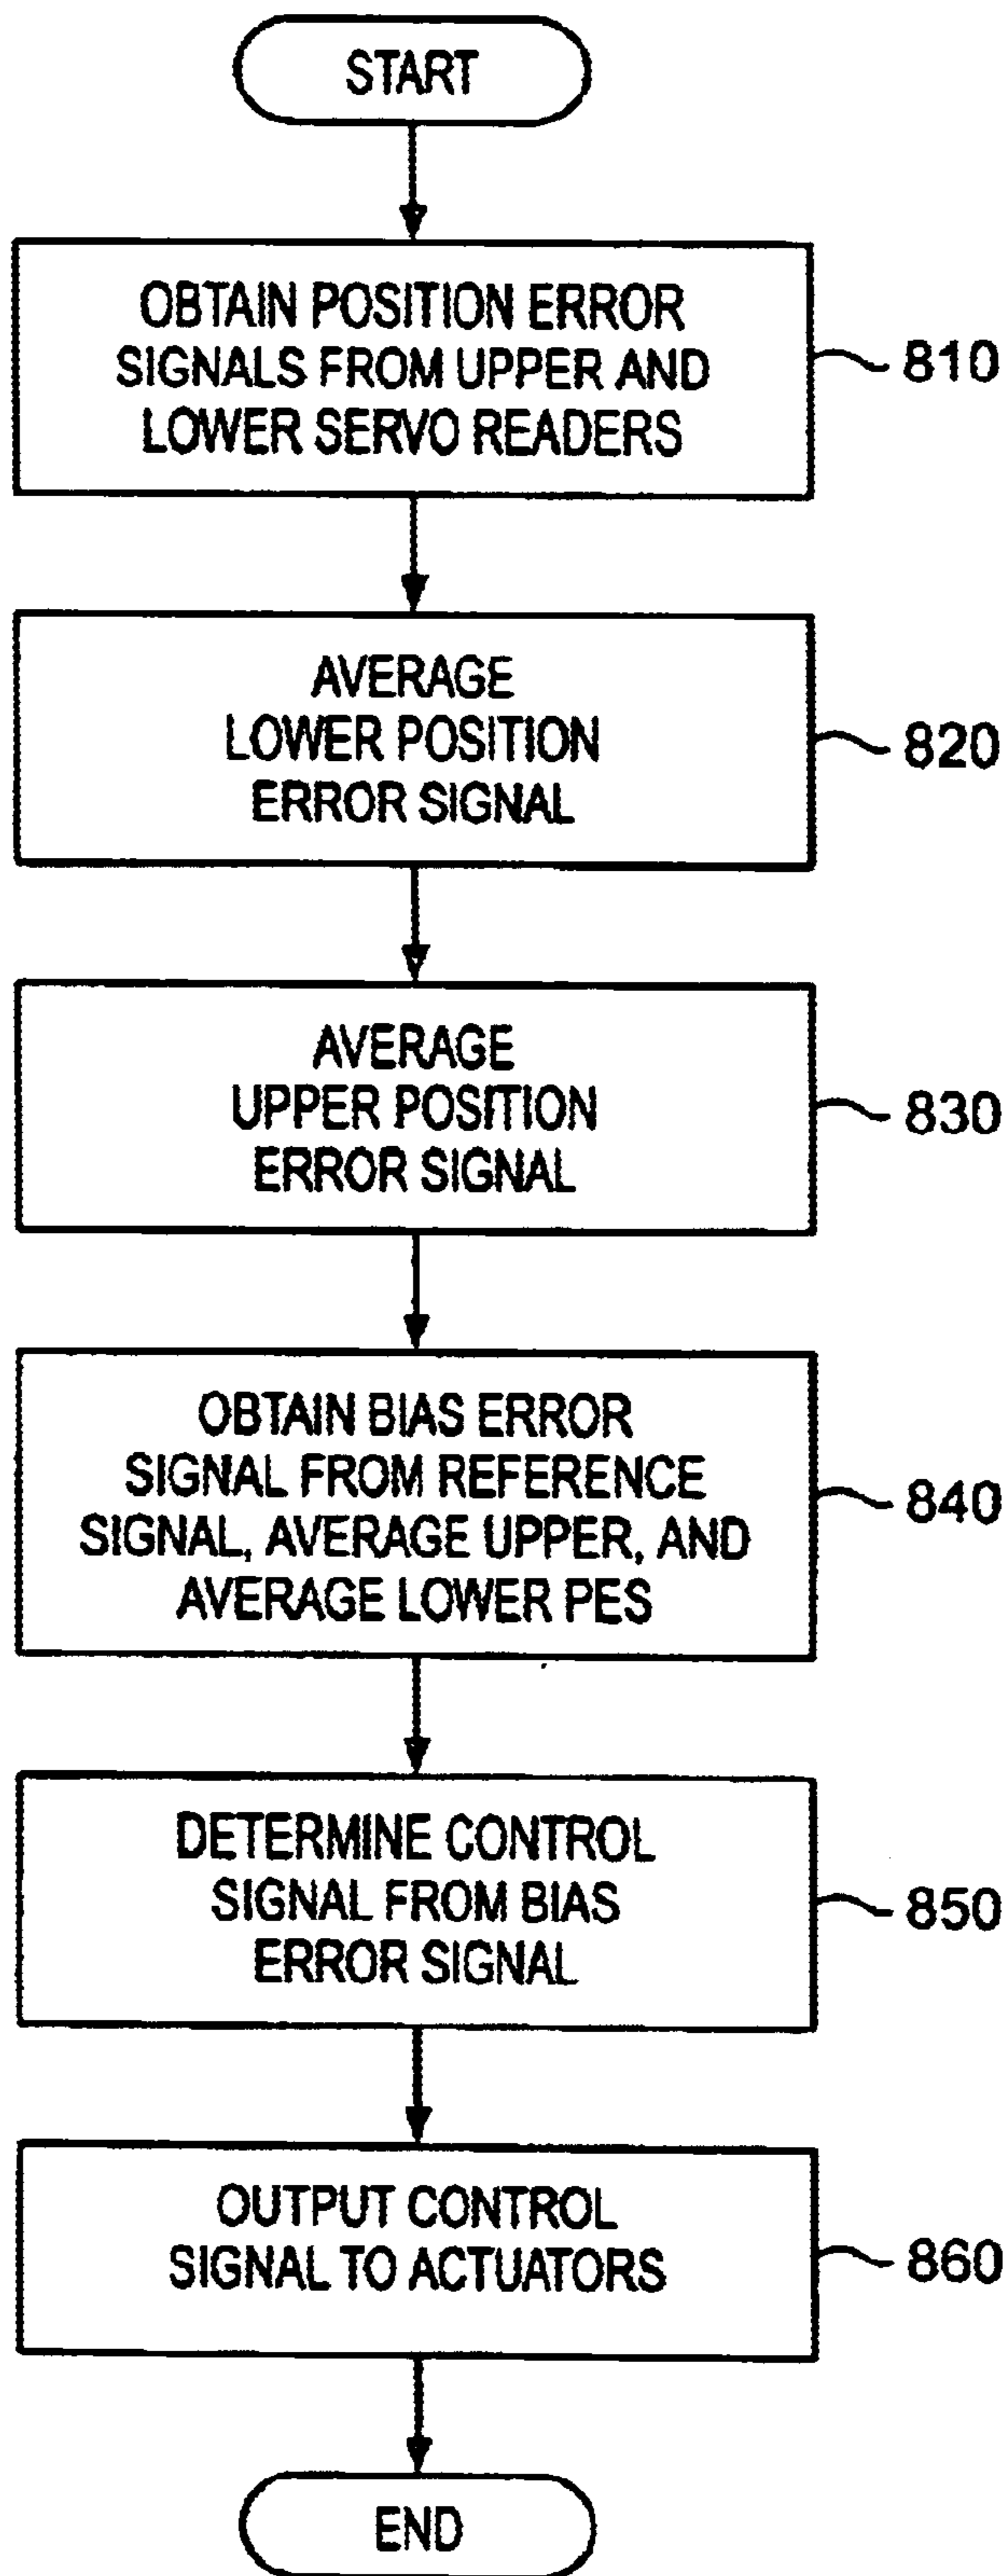 START
OBTAIN POSITION ERROR
SIGNALS FROM UPPER AND
LOWER SERVO READERS
810
AVERAGE
LOWER POSITION
ERROR SIGNAL
820
AVERAGE
UPPER POSITION
ERROR SIGNAL
830
OBTAIN BIAS ERROR
SIGNAL FROM REFERENCE
SIGNAL, AVERAGE UPPER, AND
AVERAGE LOWER PES
840
DETERMINE CONTROL
SIGNAL FROM BIAS
ERROR SIGNAL
850
OUTPUT CONTROL
SIGNAL TO ACTUATORS
860
END